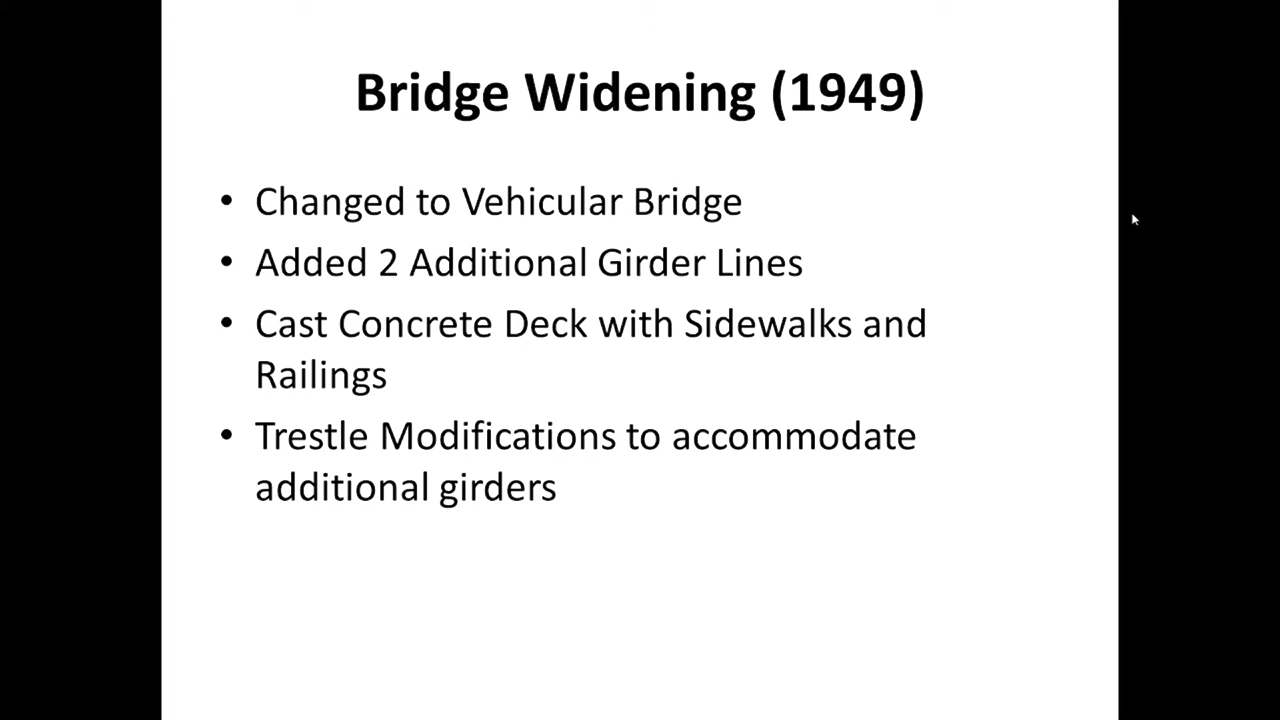 Bridge Widening (1949)
• Changed to Vehicular Bridge
• Added 2 Additional Girder Lines
• Cast Concrete Deck with Sidewalks and
Railings
• Trestle Modifications to accommodate
additional girders